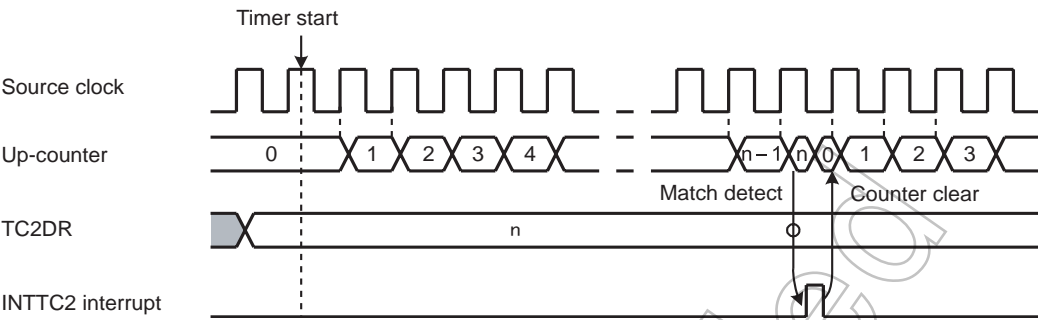 Timer start
Source clock
Up-counter 0 1 2 3 4 n – 1 n 0 1 2 3
Match detect Counter clear
TC2DR n
INTTC2 interrupt